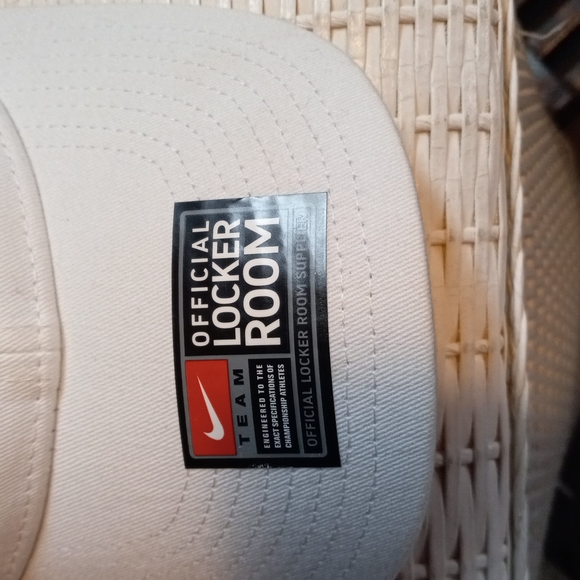 OFFICIAL
LOCKER
ROOM
TEAM
ENGINEERED TO THE
EXACT SPECIFICATIONS OF
CHAMPIONSHIP ATHLETES
OFFICIAL LOCKER ROOM SUPPLIER